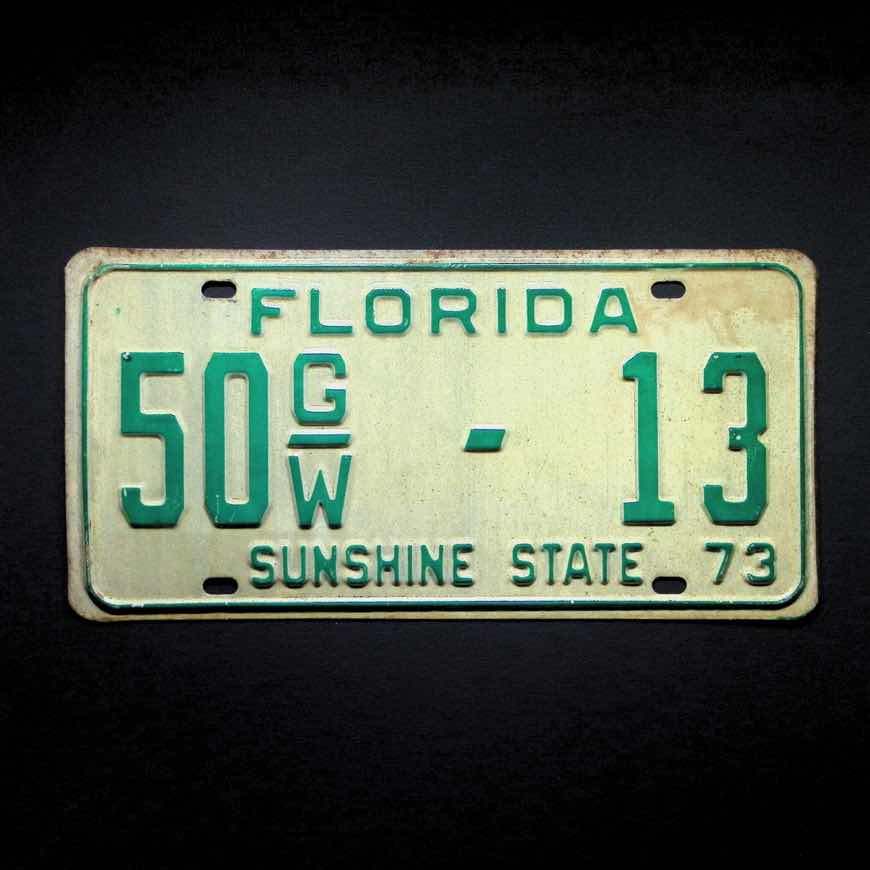 FLORIDA
50 G/W - 13
SUNSHINE STATE 73